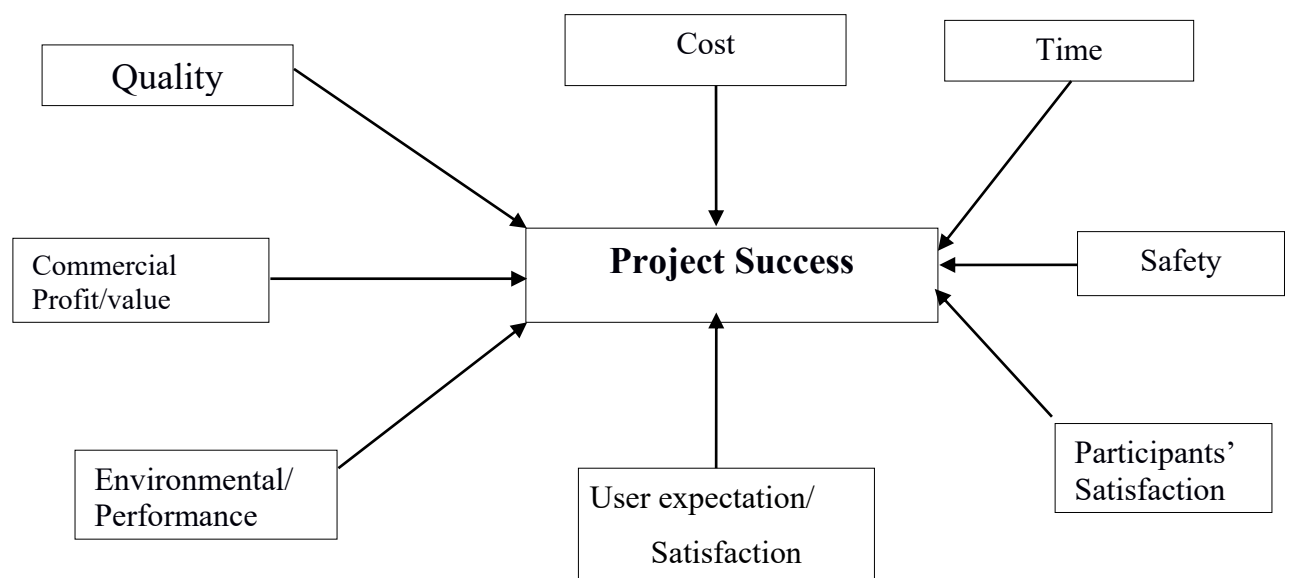 Quality
Cost
Time
Commercial
Profit/value
Project Success
Safety
Environmental/
Performance
User expectation/
Satisfaction
Participants’
Satisfaction